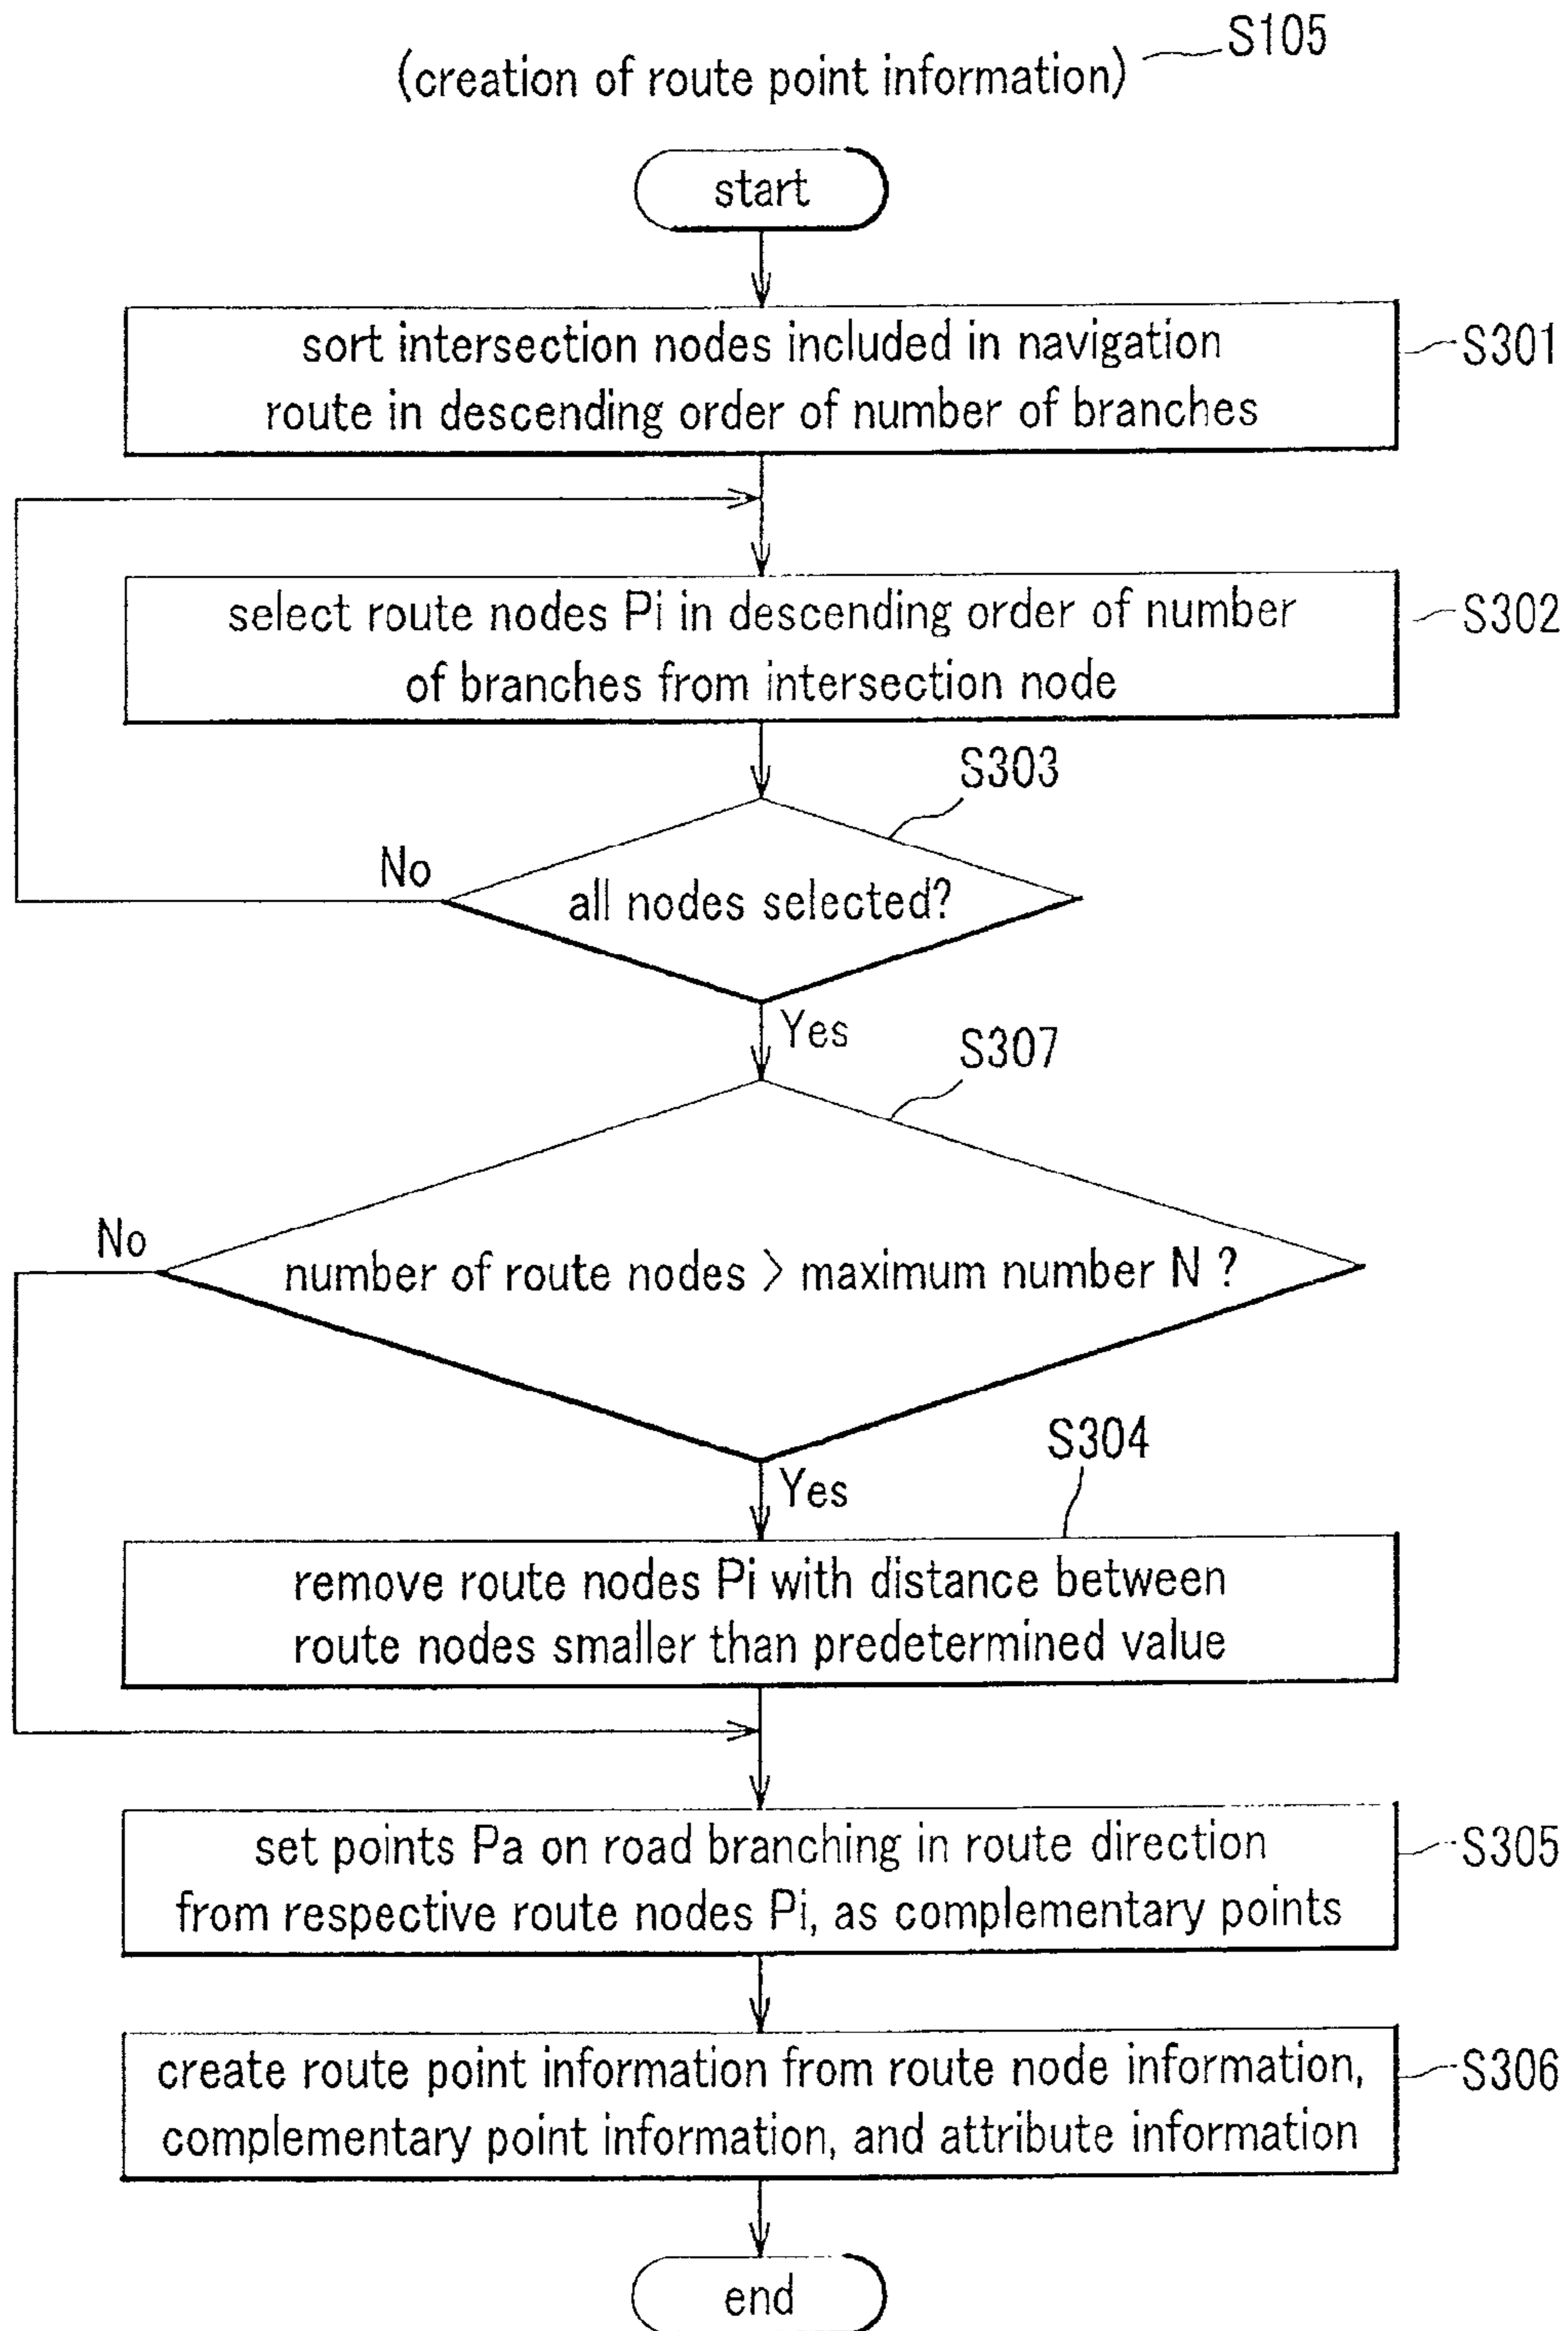 (creation of route point information)
S105
start
sort intersection nodes included in navigation
route in descending order of number of branches
S301
select route nodes Pi in descending order of number
of branches from intersection node
S302
S303
No
all nodes selected?
Yes
S307
No
number of route nodes > maximum number N ?
Yes
S304
remove route nodes Pi with distance between
route nodes smaller than predetermined value
set points Pa on road branching in route direction
from respective route nodes Pi, as complementary points
S305
create route point information from route node information,
complementary point information, and attribute information
S306
end